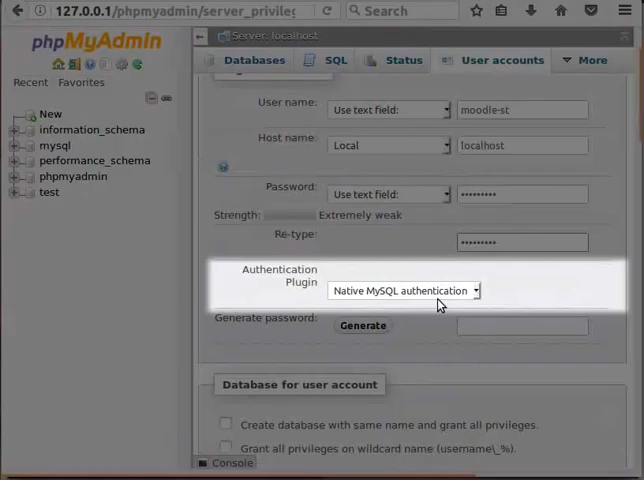 127.0.0.1/phpmyadmin/server_privileg
Search
phpMyAdmin
Recent Favorites
New
information_schema
mysql
performance_schema
phpmyadmin
test
Server: localhost
Databases SQL Status User accounts More
User name: Use text field: moodle-st
Host name: Local localhost
Password: Use text field: •••••••••
Strength: Extremely weak
Re-type: •••••••••
Authentication
Plugin
Native MySQL authentication
Generate password: Generate
Database for user account
Create database with same name and grant all privileges.
Grant all privileges on wildcard name (username\_%).
Console